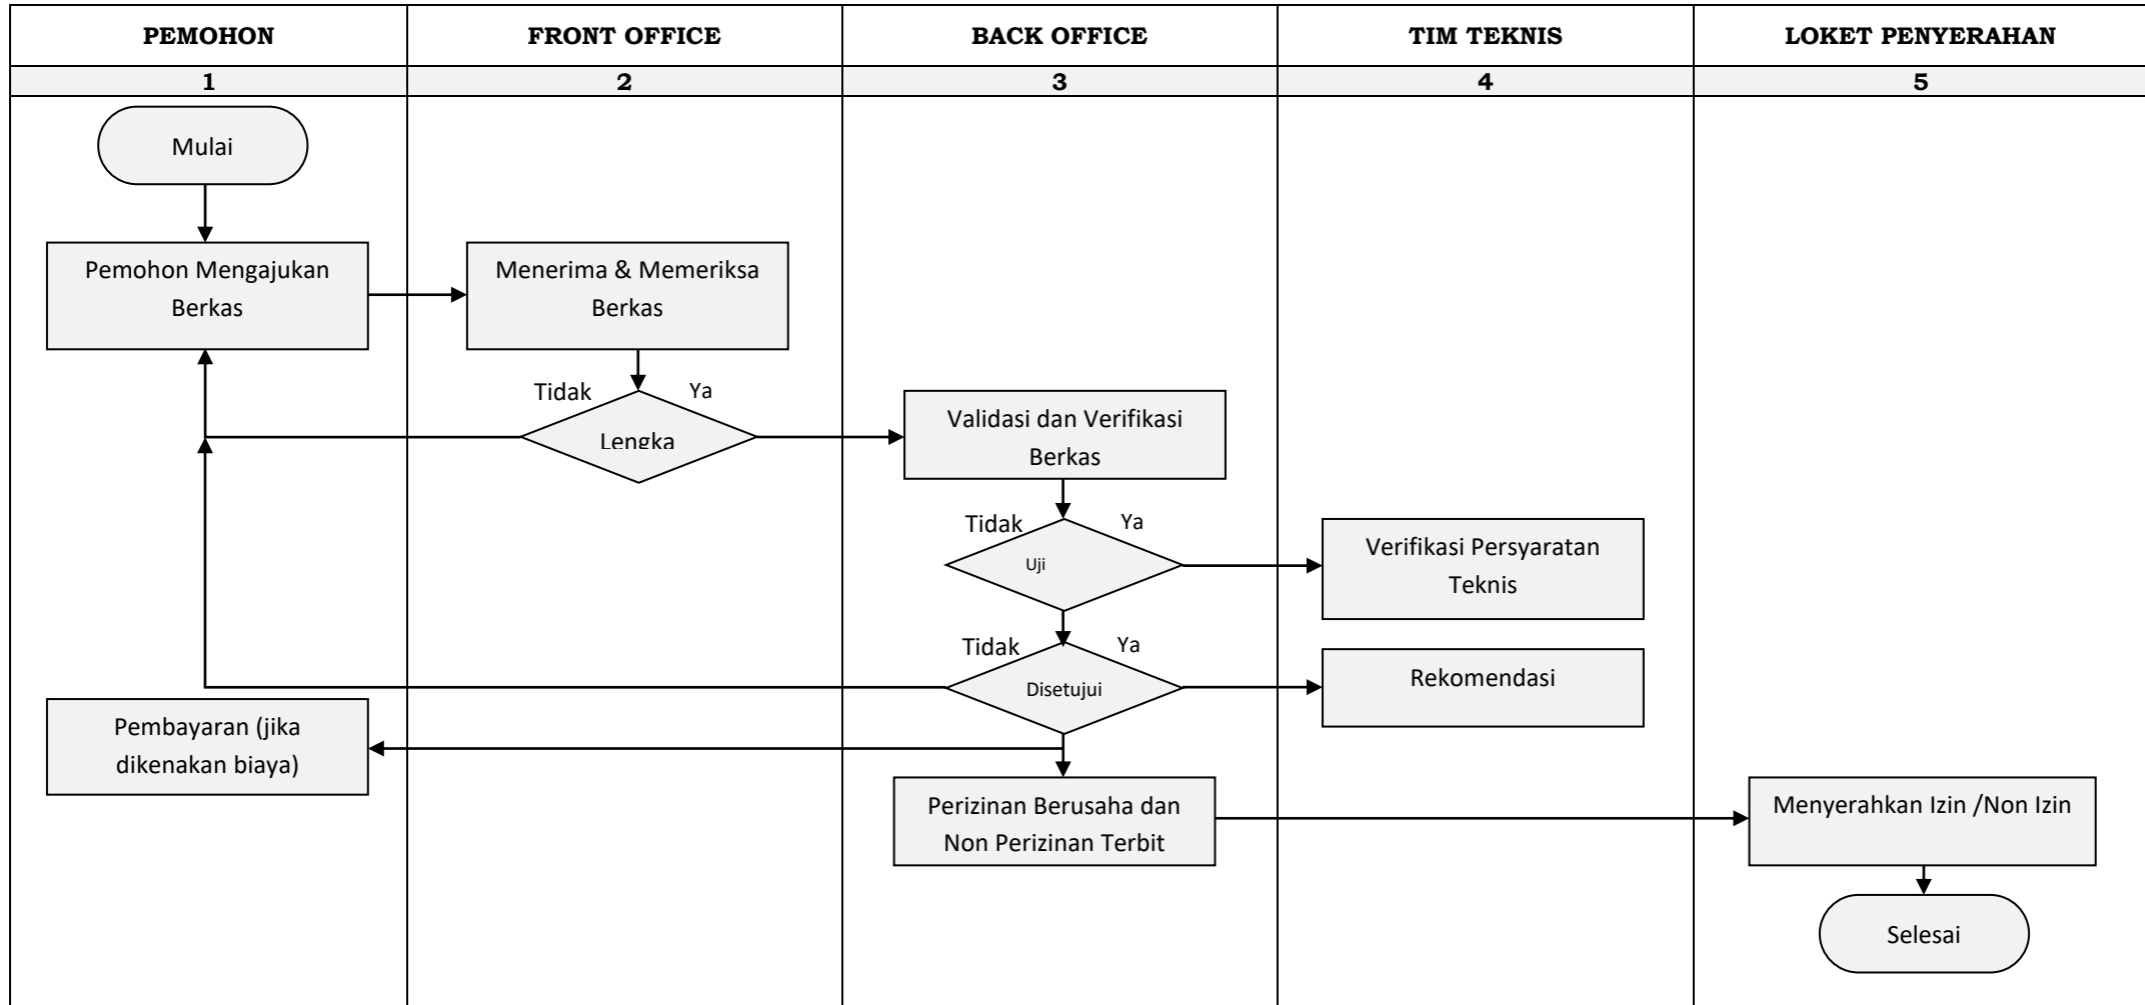 PEMOHON
FRONT OFFICE
BACK OFFICE
TIM TEKNIS
LOKET PENYERAHAN
1
2
3
4
5
Mulai
Pemohon Mengajukan
Berkas
Menerima & Memeriksa
Berkas
Tidak
Ya
Lengka
Validasi dan Verifikasi
Berkas
Tidak
Ya
Uji
Verifikasi Persyaratan
Teknis
Tidak
Ya
Disetujui
Rekomendasi
Pembayaran (jika
dikenakan biaya)
Perizinan Berusaha dan
Non Perizinan Terbit
Menyerahkan Izin /Non Izin
Selesai